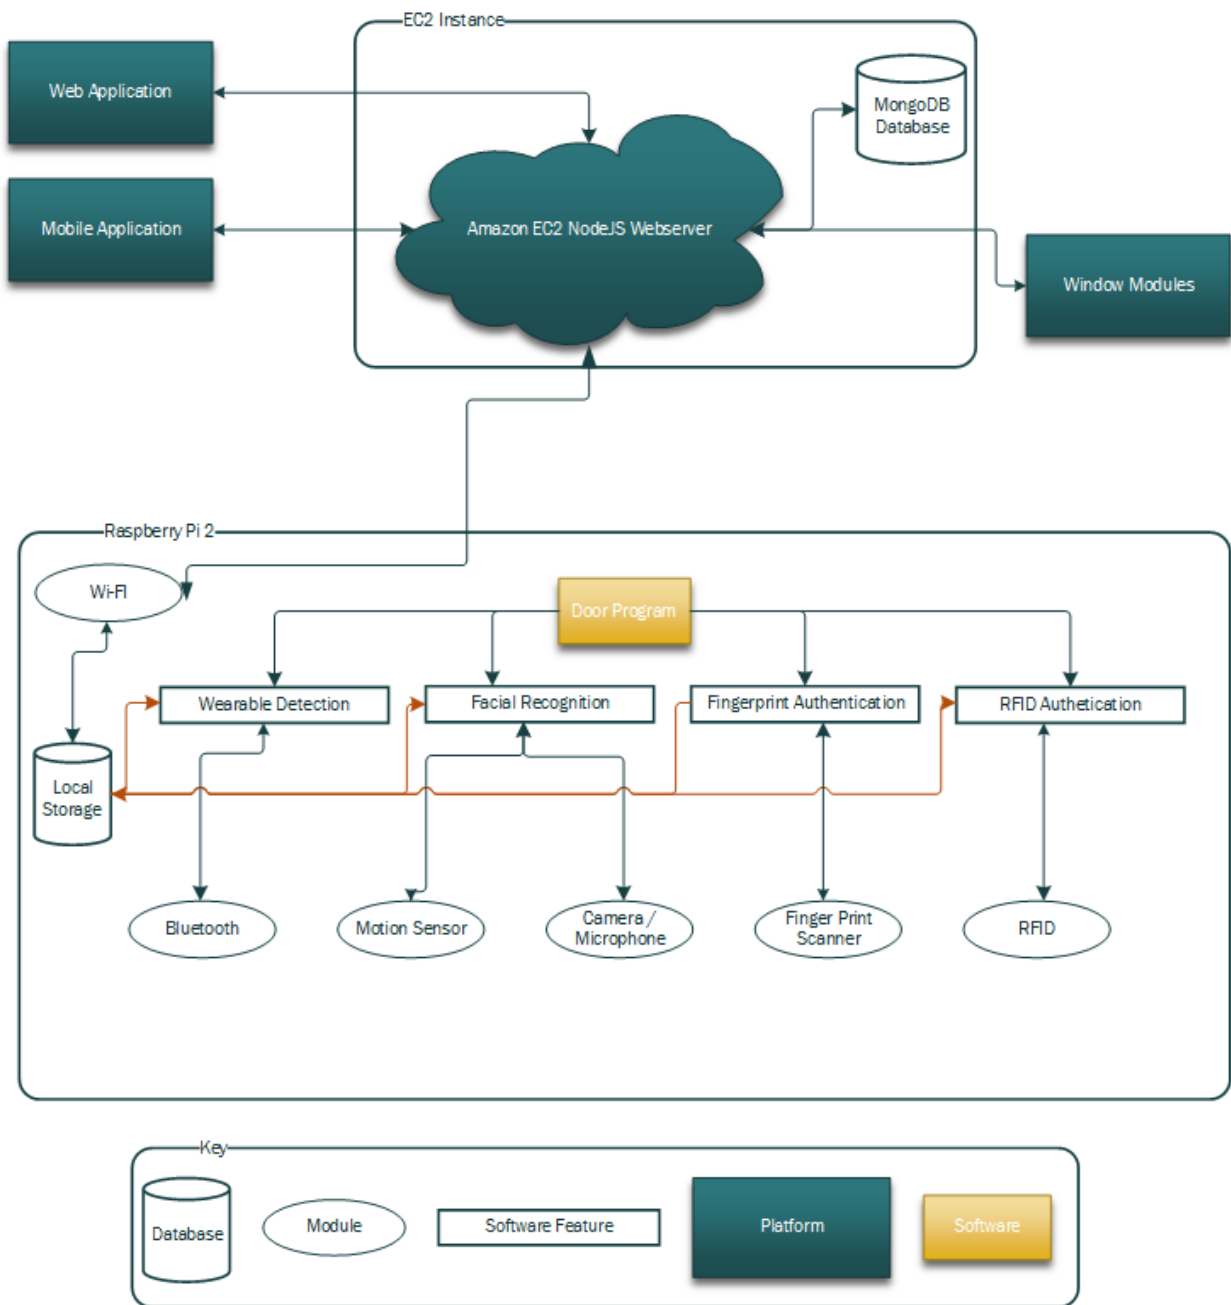 EC2 Instance
Web Application
MongoDB
Database
Mobile Application
Amazon EC2 NodeJS Webserver
Window Modules
Raspberry Pi 2
Wi-FI
Door Program
Wearable Detection
Facial Recognition
Fingerprint Authentication
RFID Authetication
Local
Storage
Bluetooth
Motion Sensor
Camera /
Microphone
Finger Print
Scanner
RFID
Key
Database
Module
Software Feature
Platform
Software